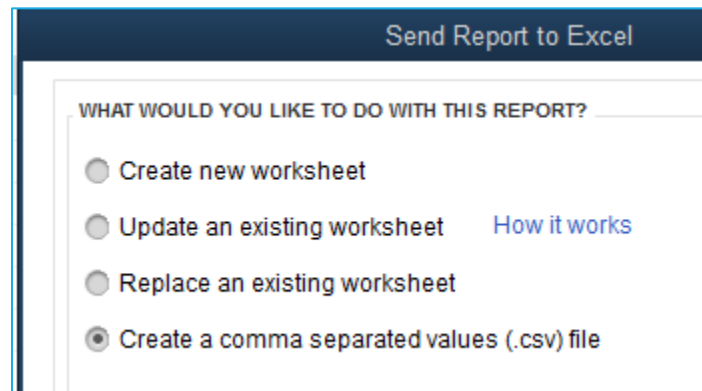 Send Report to Excel
WHAT WOULD YOU LIKE TO DO WITH THIS REPORT?
Create new worksheet
Update an existing worksheet How it works
Replace an existing worksheet
Create a comma separated values (.csv) file